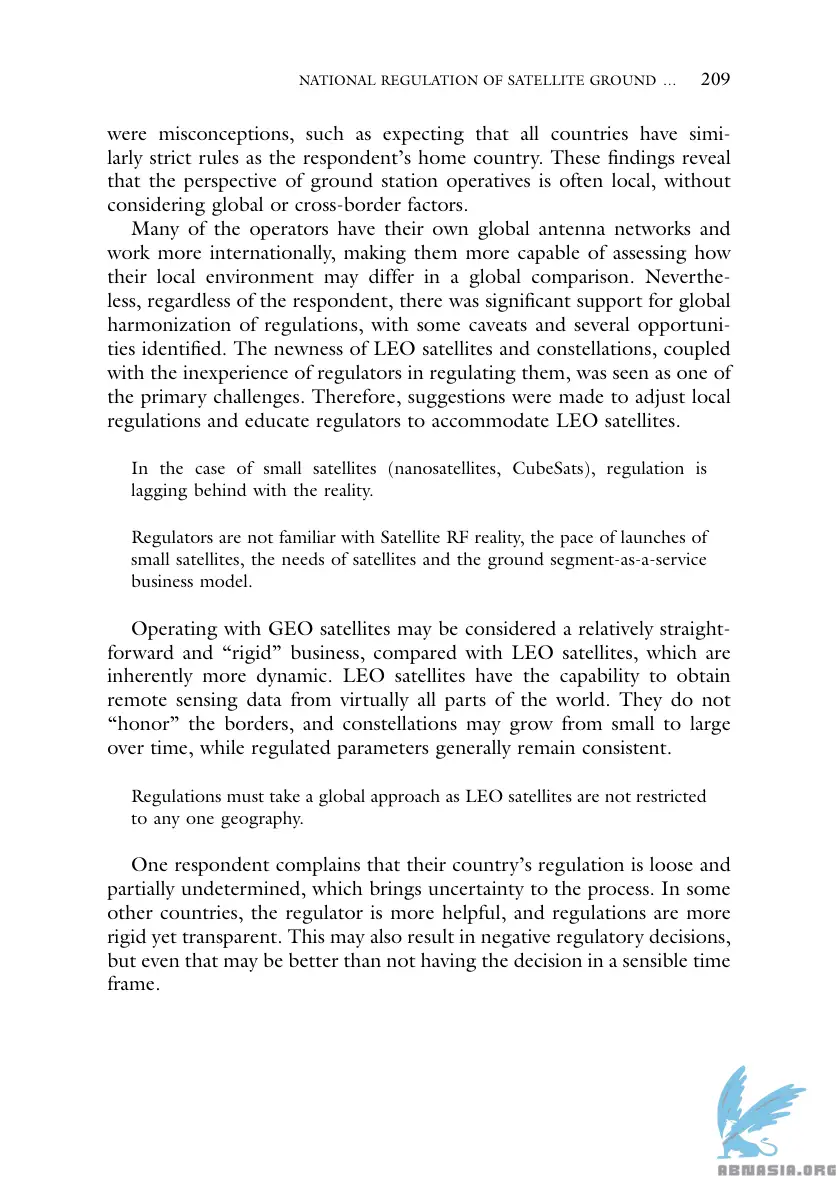 NATIONAL REGULATION OF SATELLITE GROUND ... 209
were misconceptions, such as expecting that all countries have simi-
larly strict rules as the respondent's home country. These findings reveal
that the perspective of ground station operatives is often local, without
considering global or cross-border factors.
Many of the operators have their own global antenna networks and
work more internationally, making them more capable of assessing how
their local environment may differ in a global comparison. Neverthe-
less, regardless of the respondent, there was significant support for global
harmonization of regulations, with some caveats and several opportuni-
ties identified. The newness of LEO satellites and constellations, coupled
with the inexperience of regulators in regulating them, was seen as one of
the primary challenges. Therefore, suggestions were made to adjust local
regulations and educate regulators to accommodate LEO satellites.
In the case of small satellites (nanosatellites, CubeSats), regulation is
lagging behind with the reality.
Regulators are not familiar with Satellite RF reality, the pace of launches of
small satellites, the needs of satellites and the ground segment-as-a-service
business model.
Operating with GEO satellites may be considered a relatively straight-
forward and “rigid” business, compared with LEO satellites, which are
inherently more dynamic. LEO satellites have the capability to obtain
remote sensing data from virtually all parts of the world. They do not
“honor” the borders, and constellations may grow from small to large
over time, while regulated parameters generally remain consistent.
Regulations must take a global approach as LEO satellites are not restricted
to any one geography.
One respondent complains that their country's regulation is loose and
partially undetermined, which brings uncertainty to the process. In some
other countries, the regulator is more helpful, and regulations are more
rigid yet transparent. This may also result in negative regulatory decisions,
but even that may be better than not having the decision in a sensible time
frame.
ABNASIA.ORG